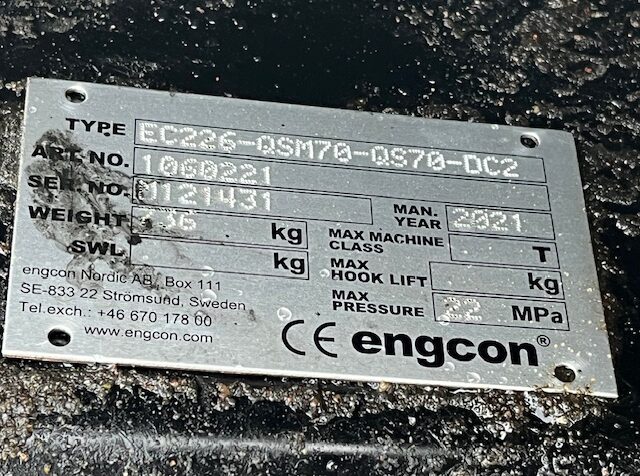 TYPE EC226-QSM70-QS70-DC2
ART. NO. 1060221
SER. NO. M121431
MAN. YEAR 2021
WEIGHT kg
MAX MACHINE CLASS T
SWL kg
MAX HOOK LIFT kg
MAX PRESSURE 22 MPa
engcon Nordic AB, Box 111
SE-833 22 Strömsund, Sweden
Tel.exch.: +46 670 178 00
www.engcon.com
CE engcon®